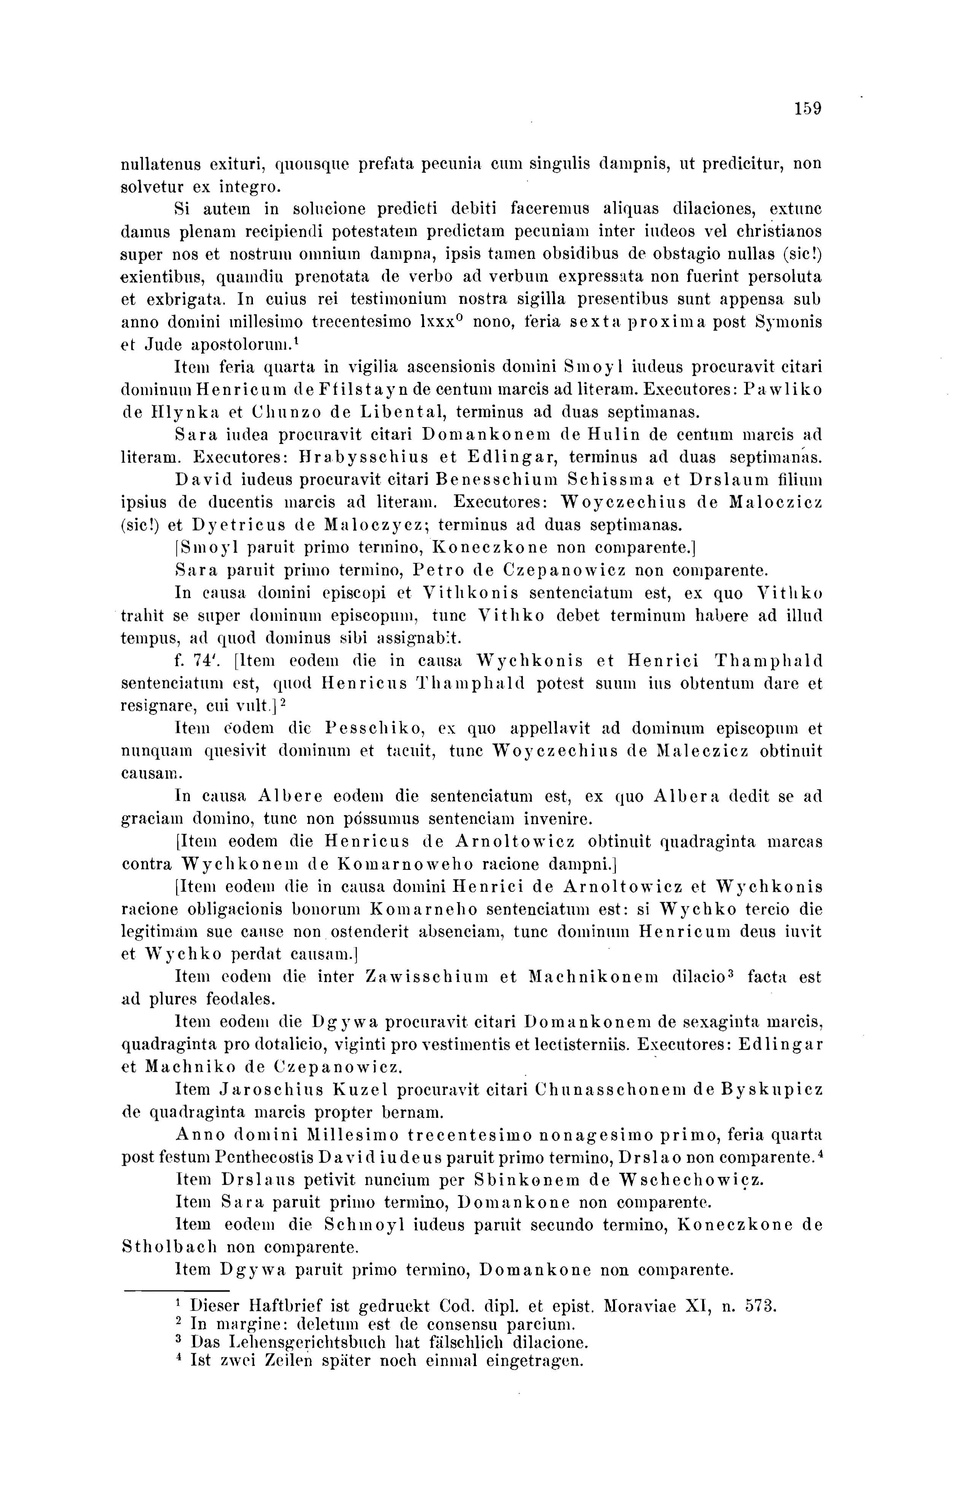 159
nullatenus exituri, quousque prefata pecunia cum singulis dampnis, ut predicitur, non
solvetur ex integro.
Si autem in solucione predicti debiti faceremus aliquas dilaciones, extunc
damus plenam recipiendi potestatem predictam pecuniam inter iudeos vel christianos
super nos et nostrum omnium dampna, ipsis tamen obsidibus de obstagio nullas (sic!)
exientibus, quamdiu prenotata de verbo ad verbum expressata non fuerint persoluta
et exbrigata. In cuius rei testimonium nostra sigilla presentibus sunt appensa sub
anno domini millesimo trecentesimo lxxx⁰ nono, feria sexta proxima post Symonis
et Jude apostolorum.¹
Item feria quarta in vigilia ascensionis domini Smoyl iudeus procuravit citari
dominum Henricum de Ftilstayn de centum marcis ad literam. Executores: Pawliko
de Hlynka et Chunzo de Libental, terminus ad duas septimanas.
Sara iudea procuravit citari Domankonem de Hulin de centum marcis ad
literam. Executores: Hrabysschius et Edlingar, terminus ad duas septimanas.
David iudeus procuravit citari Benesschium Schissma et Drslaum filium
ipsius de ducentis marcis ad literam. Executores: Woyczechius de Maloczicz
(sic!) et Dyetricus de Maloczycz; terminus ad duas septimanas.
[Smoyl paruit primo termino, Koneczkone non comparente.]
Sara paruit primo termino, Petro de Czepanowicz non comparente.
In causa domini episcopi et Vithkonis sentenciatum est, ex quo Vithko
trahit se super dominum episcopum, tunc Vithko debet terminum habere ad illud
tempus, ad quod dominus sibi assignabit.
f. 74'. [Item eodem die in causa Wychkonis et Henrici Thamphald
sentenciatum est, quod Henricus Thamphald potest suum ius obtentum dare et
resignare, cui vult.]²
Item eodem die Pesschiko, ex quo appellavit ad dominum episcopum et
nunquam quesivit dominum et tacuit, tunc Woyczechius de Maleczicz obtinuit
causam.
In causa Albere eodem die sentenciatum est, ex quo Albera dedit se ad
graciam domino, tunc non possumus sentenciam invenire.
[Item eodem die Henricus de Arnoltowicz obtinuit quadraginta marcas
contra Wychkonem de Komarnoweho racione dampni.]
[Item eodem die in causa domini Henrici de Arnoltowicz et Wychkonis
racione obligacionis bonorum Komarneho sentenciatum est: si Wychko tercio die
legitimam sue cause non ostenderit absenciam, tunc dominum Henricum deus iuvit
et Wychko perdat causam.]
Item eodem die inter Zawisschium et Machnikonem dilacio³ facta est
ad plures feodales.
Item eodem die Dgywa procuravit citari Domankonem de sexaginta marcis,
quadraginta pro dotalicio, viginti pro vestimentis et lectisterniis. Executores: Edlingar
et Machniko de Czepanowicz.
Item Jaroschius Kuzel procuravit citari Chunasschonem de Byskupicz
de quadraginta marcis propter bernam.
Anno domini Millesimo trecentesimo nonagesimo primo, feria quarta
post festum Penthecostis David iudeus paruit primo termino, Drslao non comparente.⁴
Item Drslaus petivit nuncium per Sbinkonem de Wschechowicz.
Item Sara paruit primo termino, Domankone non comparente.
Item eodem die Schmoyl iudeus paruit secundo termino, Koneczkone de
Stholbach non comparente.
Item Dgywa paruit primo termino, Domankone non comparente.
¹ Dieser Haftbrief ist gedruckt Cod. dipl. et epist. Moraviae XI, n. 573.
² In margine: deletum est de consensu parcium.
³ Das Lehensgerichtsbuch hat fälschlich dilacione.
⁴ Ist zwei Zeilen später noch einmal eingetragen.